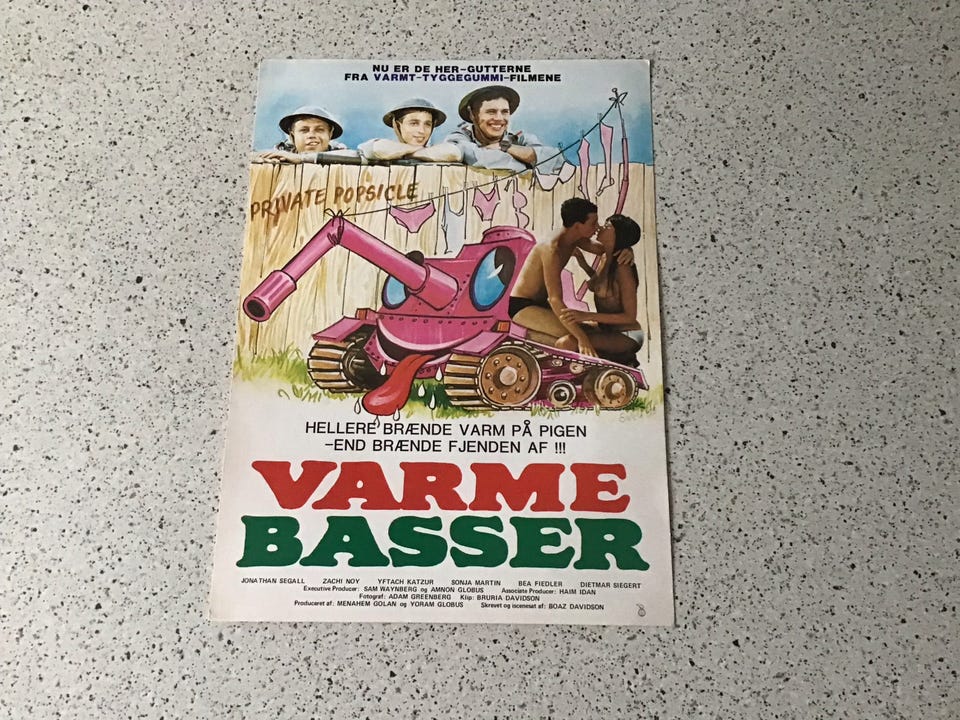 NU ER DE HER-GUTTERNE
FRA VARMT-TYGGEGUMMI-FILMENE
PRIVATE POPSICLE
HELLERE BRÆNDE VARM PÅ PIGEN
-END BRÆNDE FJENDEN AF !!!
VARME
BASSER
JONATHAN SEGALL ZACHI NOY YFTACH KATZUR SONJA MARTIN BEA FIEDLER DIETMAR SIEGERT
Executive Producer: SAM WAYNBERG og AMNON GLOBUS Associate Producer: HAIM IDAN
Fotograf: ADAM GREENBERG Klip: BRURIA DAVIDSON
Produceret af: MENAHEM GOLAN og YORAM GLOBUS Skrevet og iscenesat af: BOAZ DAVIDSON